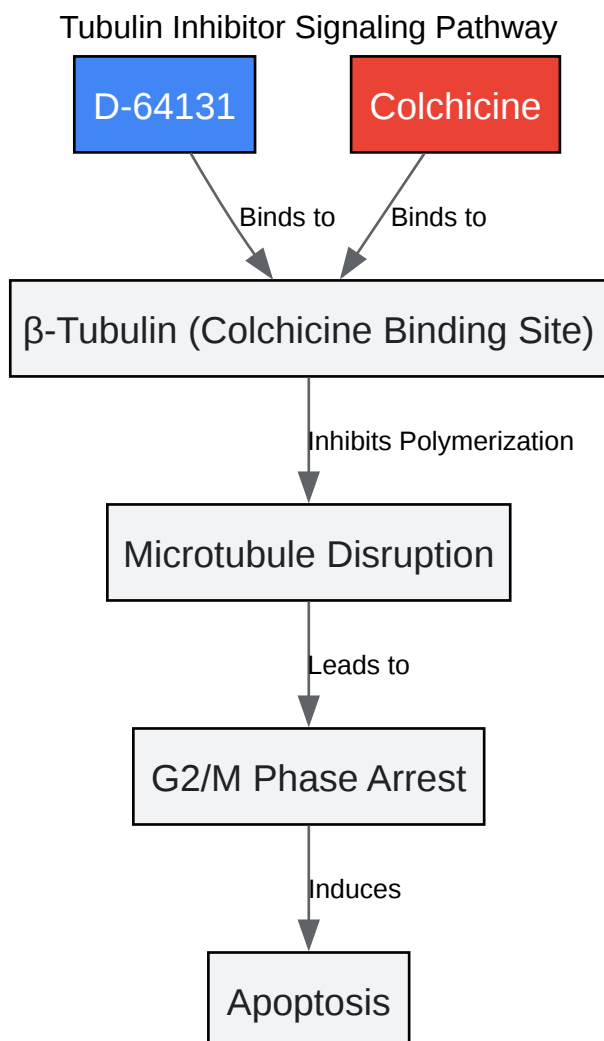 Tubulin Inhibitor Signaling Pathway
D-64131
Colchicine
Binds to
Binds to
β-Tubulin (Colchicine Binding Site)
Inhibits Polymerization
Microtubule Disruption
Leads to
G2/M Phase Arrest
Induces
Apoptosis